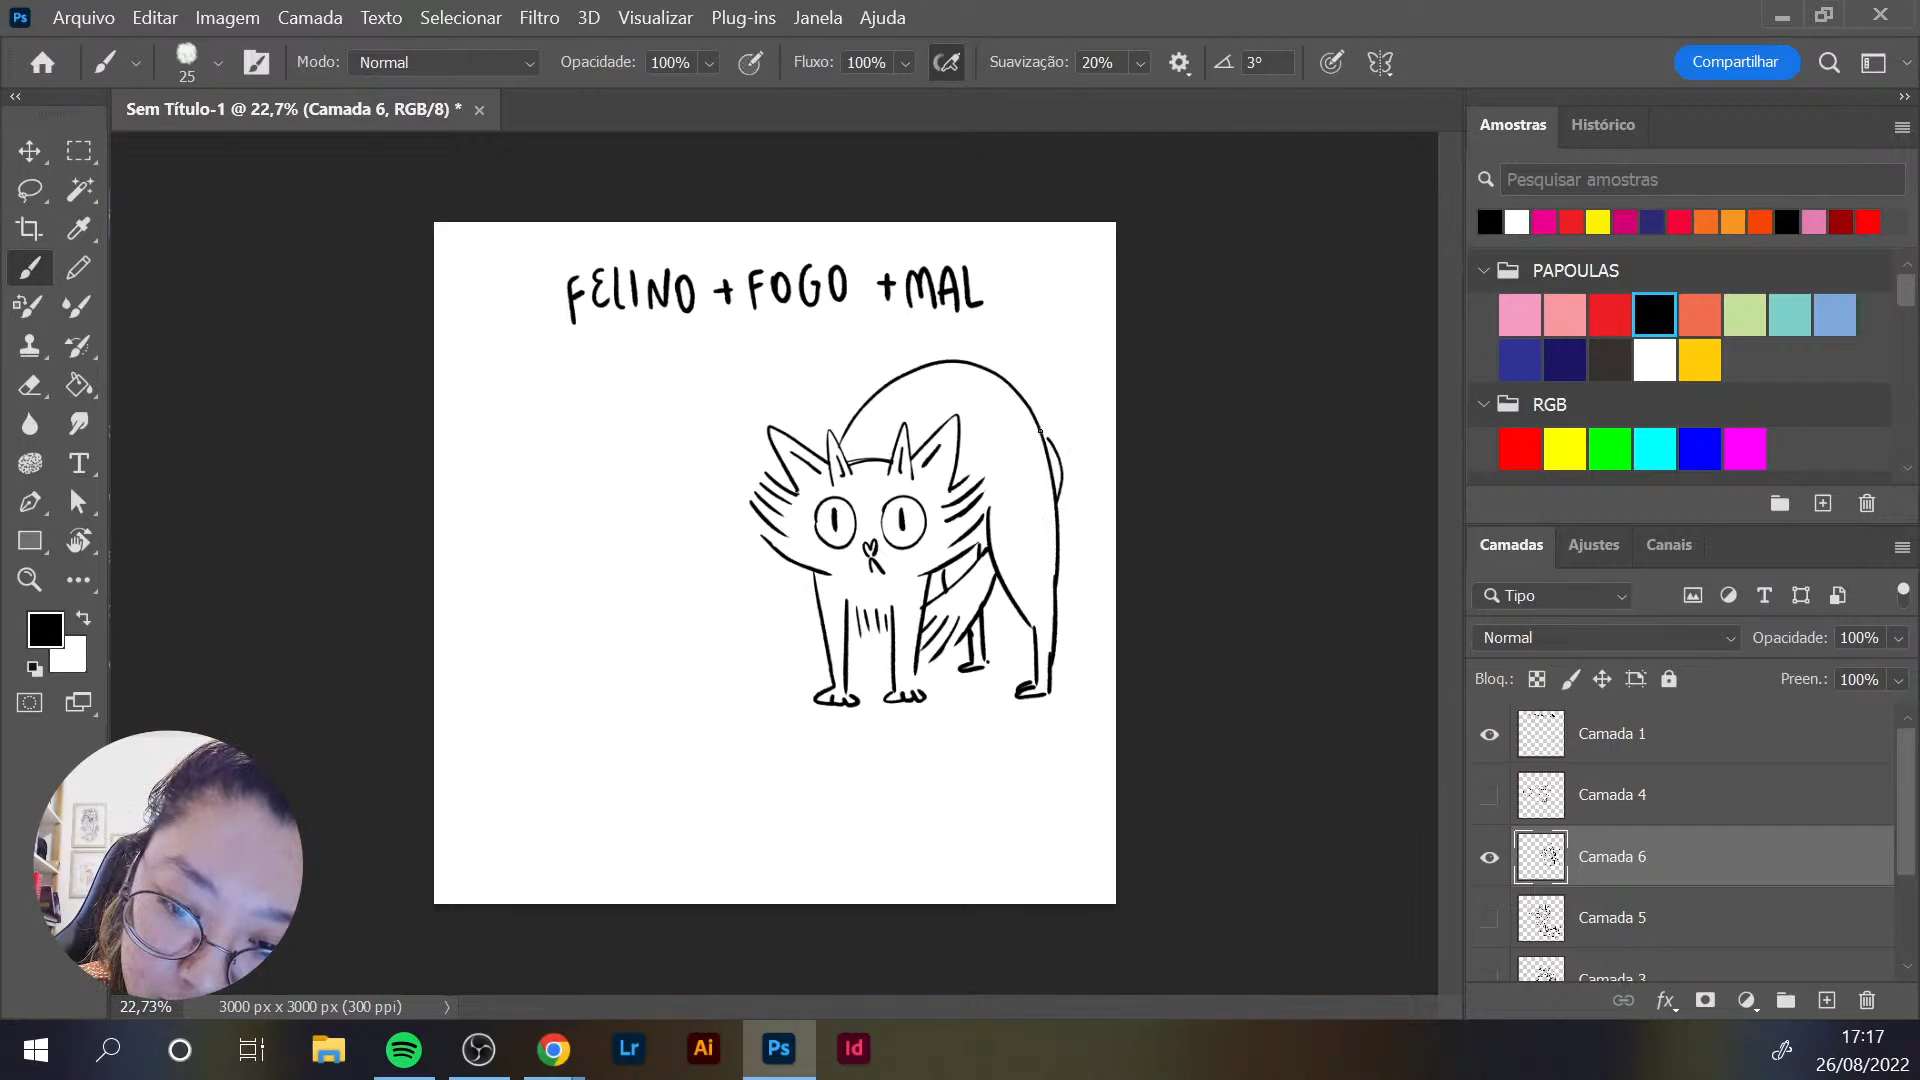 Ps Arquivo Editar Imagem Camada Texto Selecionar Filtro 3D Visualizar Plug-ins Janela Ajuda
25 Modo: Normal Opacidade: 100% Fluxo: 100% Suavização: 20% 3° Compartilhar
Sem Título-1 @ 22,7% (Camada 6, RGB/8) *
Amostras Histórico
Pesquisar amostras
PAPOULAS
RGB
FELINO + FOGO + MAL
Camadas Ajustes Canais
Tipo
Normal Opacidade: 100%
Bloq.: Preen.: 100%
Camada 1
Camada 4
Camada 6
Camada 5
Camada 3
fx
22,73% 3000 px x 3000 px (300 ppi)
Lr Ai Ps Id
17:17
26/08/2022